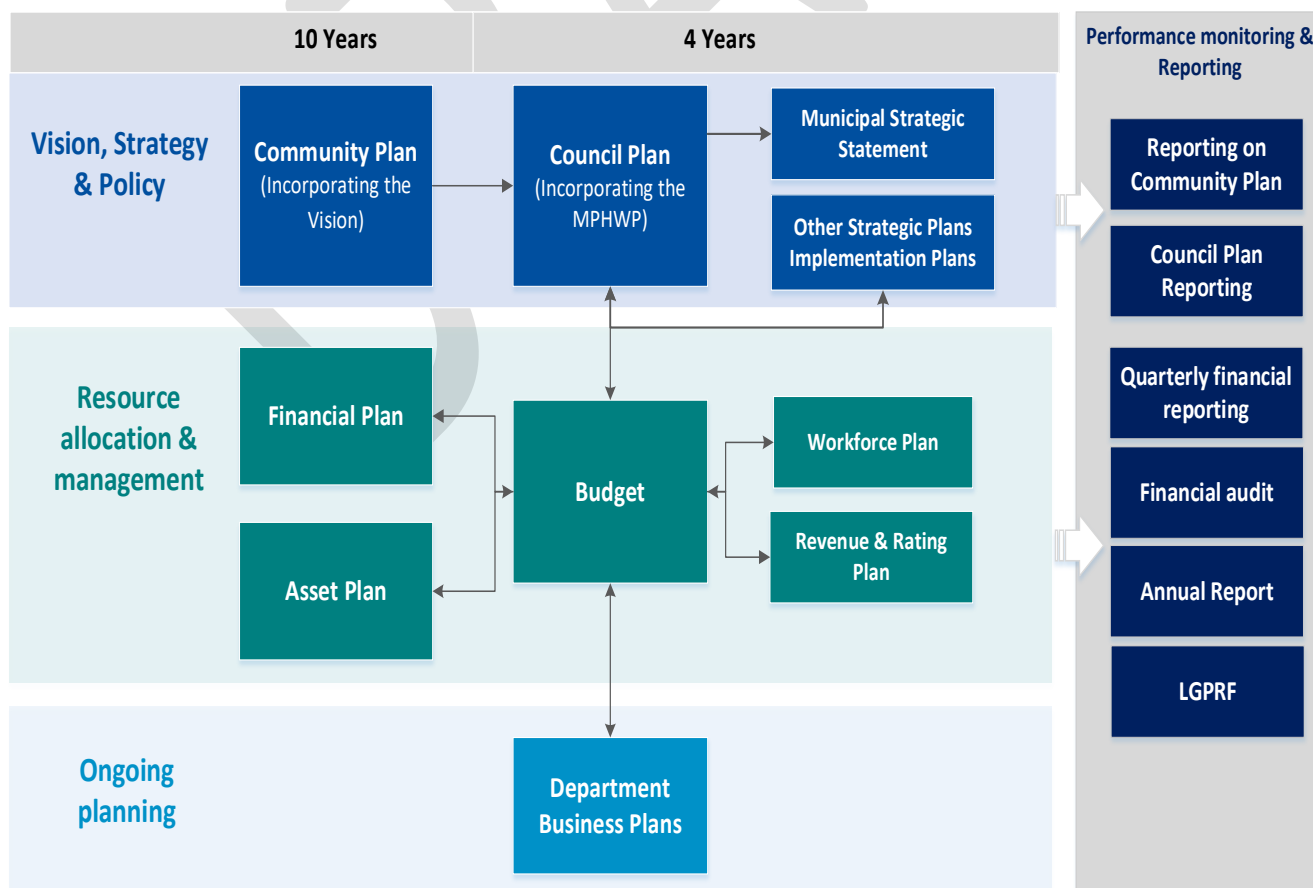 10 Years
4 Years
Performance monitoring &
Reporting
Vision, Strategy
& Policy
Community Plan
(Incorporating the
Vision)
Council Plan
(Incorporating the
MPHWP)
Municipal Strategic
Statement
Other Strategic Plans
Implementation Plans
Reporting on
Community Plan
Council Plan
Reporting
Resource
allocation &
management
Financial Plan
Asset Plan
Budget
Workforce Plan
Revenue & Rating
Plan
Quarterly financial
reporting
Financial audit
Annual Report
LGPRF
Ongoing
planning
Department
Business Plans